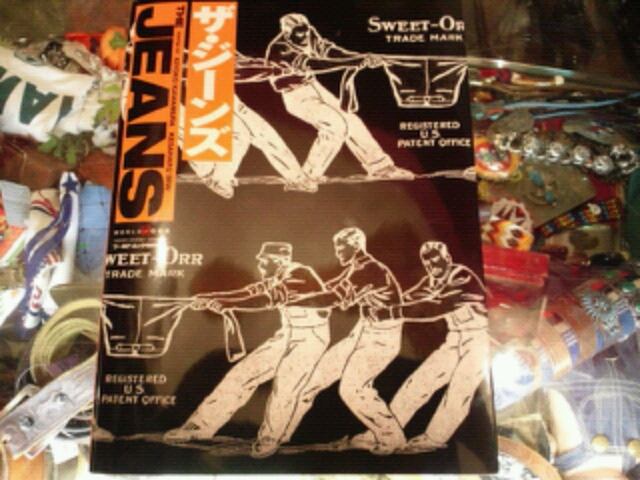 THE
JEANS
ザ・ジーンズ
SWEET-OR
TRADE MARK
REGISTERED
U.S.
PATENT OFFICE
WEET-ORR
TRADE MARK
REGISTERED
U.S
PATENT OFFICE